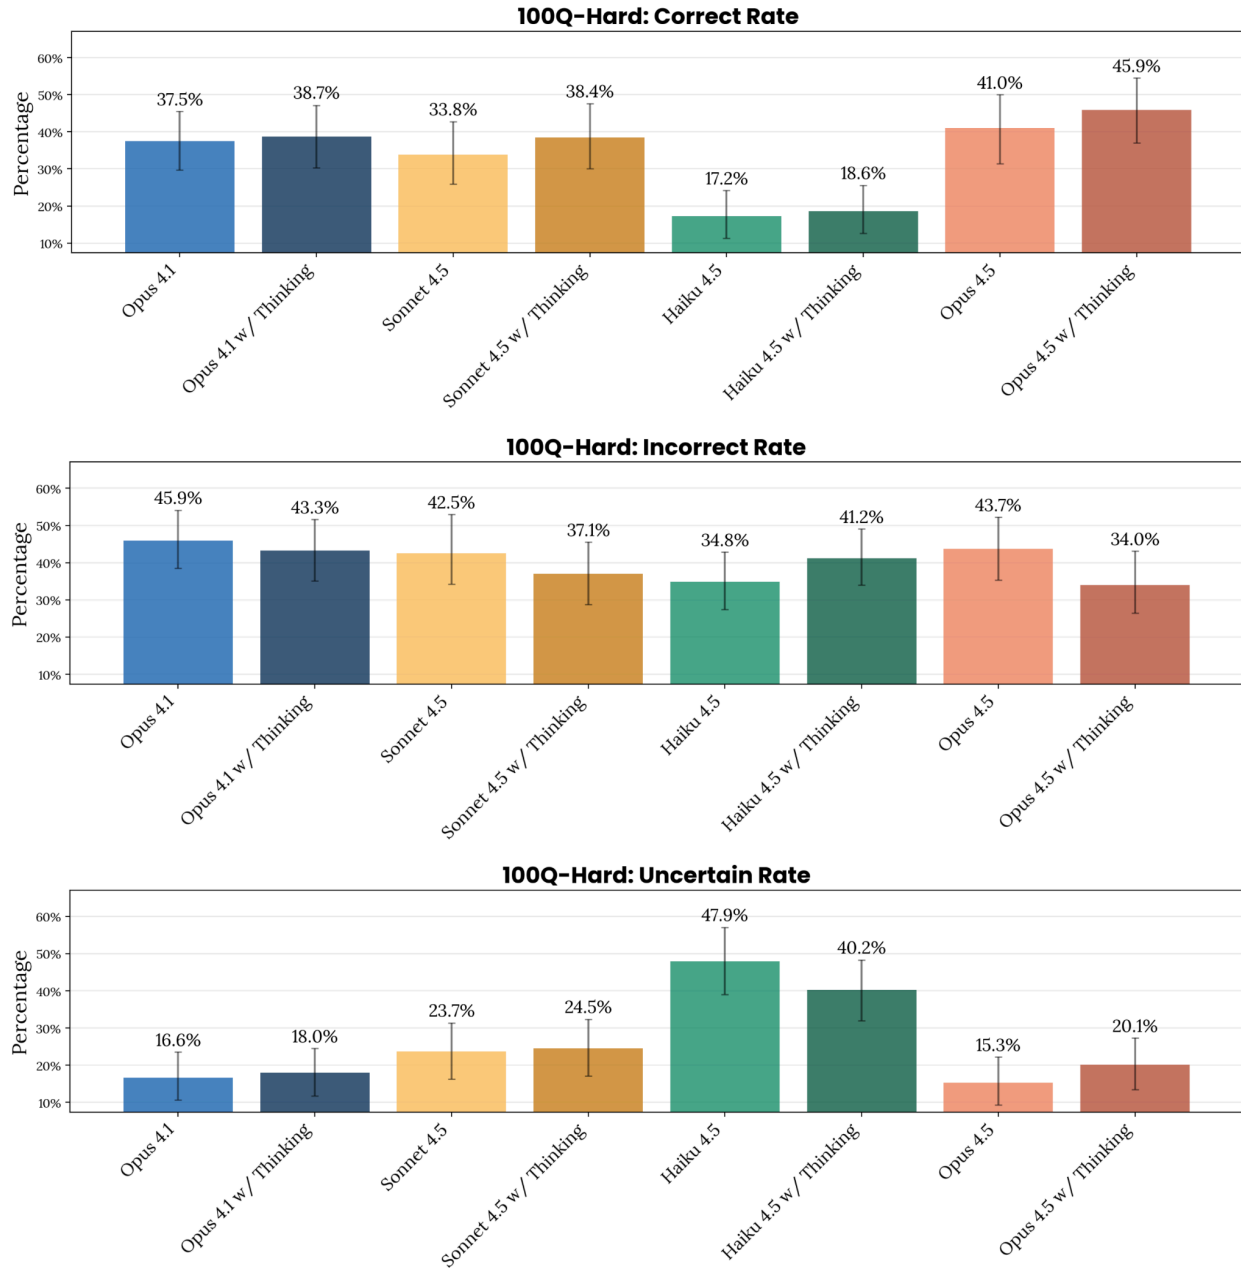 100Q-Hard: Correct Rate
Percentage
60%
50%
40%
30%
20%
10%
37.5%
38.7%
33.8%
38.4%
17.2%
18.6%
41.0%
45.9%
Opus 4.1
Opus 4.1 w/ Thinking
Sonnet 4.5
Sonnet 4.5 w/ Thinking
Haiku 4.5
Haiku 4.5 w/ Thinking
Opus 4.5
Opus 4.5 w/ Thinking
100Q-Hard: Incorrect Rate
Percentage
60%
50%
40%
30%
20%
10%
45.9%
43.3%
42.5%
37.1%
34.8%
41.2%
43.7%
34.0%
Opus 4.1
Opus 4.1 w/ Thinking
Sonnet 4.5
Sonnet 4.5 w/ Thinking
Haiku 4.5
Haiku 4.5 w/ Thinking
Opus 4.5
Opus 4.5 w/ Thinking
100Q-Hard: Uncertain Rate
Percentage
60%
50%
40%
30%
20%
10%
16.6%
18.0%
23.7%
24.5%
47.9%
40.2%
15.3%
20.1%
Opus 4.1
Opus 4.1 w/ Thinking
Sonnet 4.5
Sonnet 4.5 w/ Thinking
Haiku 4.5
Haiku 4.5 w/ Thinking
Opus 4.5
Opus 4.5 w/ Thinking